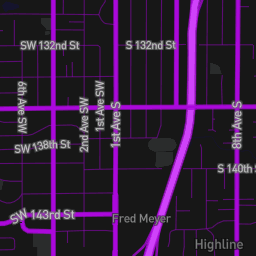 SW 132nd St
S 132nd St
6th Ave SW
2nd Ave SW
1st Ave SW
1st Ave S
8th Ave S
SW 138th St
S 140th S
SW 143rd St
Fred Meyer
Highline